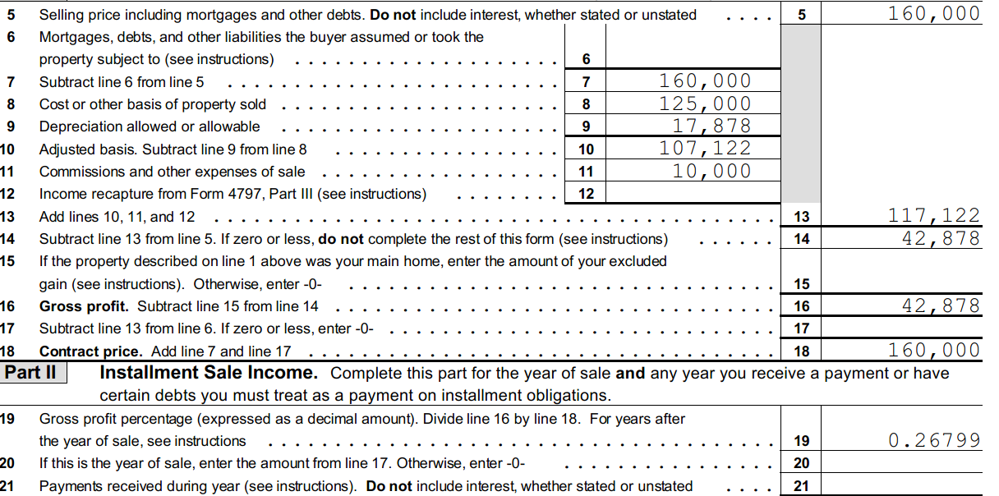 5 Selling price including mortgages and other debts. Do not include interest, whether stated or unstated . . . . 5 160,000
6 Mortgages, debts, and other liabilities the buyer assumed or took the
property subject to (see instructions) . . . . . . . . . . . . . . . . . . . . 6
7 Subtract line 6 from line 5 . . . . . . . . . . . . . . . . . . . . . . . . . 7 160,000
8 Cost or other basis of property sold . . . . . . . . . . . . . . . . . . . . . 8 125,000
9 Depreciation allowed or allowable . . . . . . . . . . . . . . . . . . . . . 9 17,878
10 Adjusted basis. Subtract line 9 from line 8 . . . . . . . . . . . . . . . . . 10 107,122
11 Commissions and other expenses of sale . . . . . . . . . . . . . . . . . . 11 10,000
12 Income recapture from Form 4797, Part III (see instructions) . . . . . . . . 12
13 Add lines 10, 11, and 12 . . . . . . . . . . . . . . . . . . . . . . . . . . . . . . . . . . . . . . . . . . 13 117,122
14 Subtract line 13 from line 5. If zero or less, do not complete the rest of this form (see instructions) . . . . . . 14 42,878
15 If the property described on line 1 above was your main home, enter the amount of your excluded
gain (see instructions). Otherwise, enter -0- . . . . . . . . . . . . . . . . . . . . . . . . . . . . . . . . 15
16 Gross profit. Subtract line 15 from line 14 . . . . . . . . . . . . . . . . . . . . . . . . . . . . . . . . . 16 42,878
17 Subtract line 13 from line 6. If zero or less, enter -0- . . . . . . . . . . . . . . . . . . . . . . . . . . . . . 17
18 Contract price. Add line 7 and line 17 . . . . . . . . . . . . . . . . . . . . . . . . . . . . . . . . . . . 18 160,000
Part II Installment Sale Income. Complete this part for the year of sale and any year you receive a payment or have
certain debts you must treat as a payment on installment obligations.
19 Gross profit percentage (expressed as a decimal amount). Divide line 16 by line 18. For years after
the year of sale, see instructions . . . . . . . . . . . . . . . . . . . . . . . . . . . . . . . . . . . . . . 19 0.26799
20 If this is the year of sale, enter the amount from line 17. Otherwise, enter -0- . . . . . . . . . . . . . . . . 20
21 Payments received during year (see instructions). Do not include interest, whether stated or unstated . . . . 21